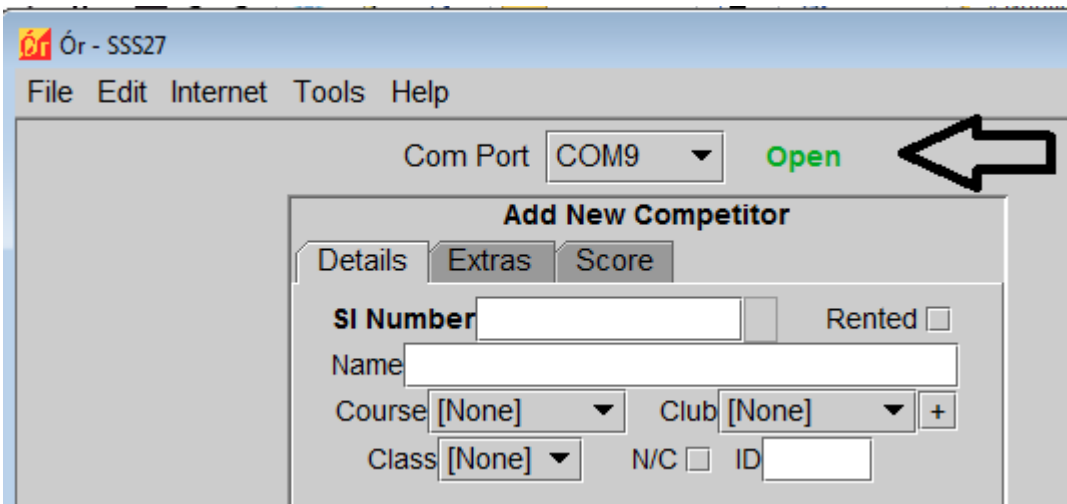 Ór Ór - SSS27
File Edit Internet Tools Help
Com Port COM9 Open
Add New Competitor
Details Extras Score
SI Number Rented
Name
Course [None] Club [None] +
Class [None] N/C ID